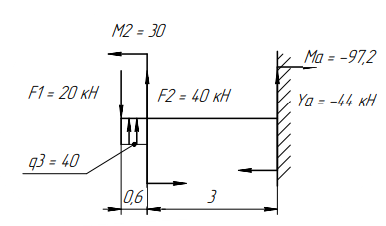 M2 = 30
Ma = -97,2
F1 = 20 кН
F2 = 40 кН
Ya = -44 кН
q3 = 40
0,6
3